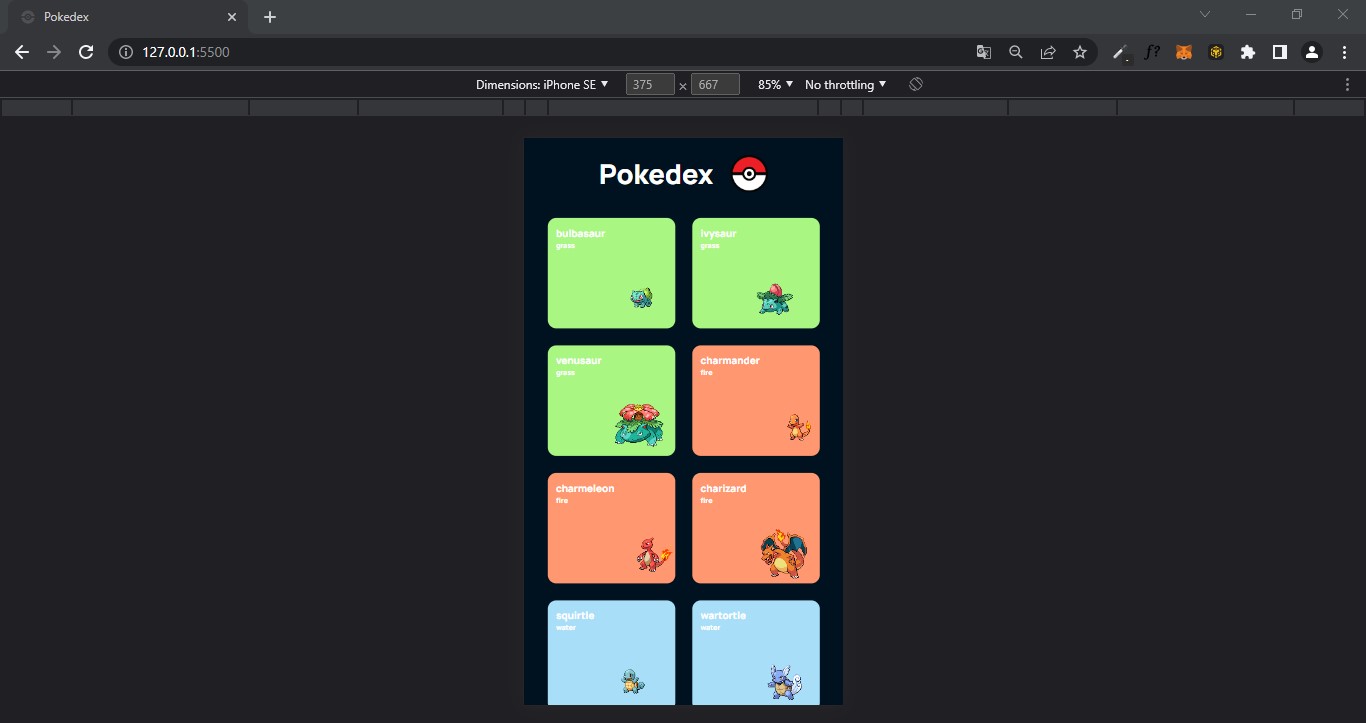 Pokedex
127.0.0.1:5500
f?
Dimensions: iPhone SE 375 × 667 85% No throttling
Pokedex
bulbasaur
grass
ivysaur
grass
venusaur
grass
charmander
fire
charmeleon
fire
charizard
fire
squirtle
water
wartortle
water